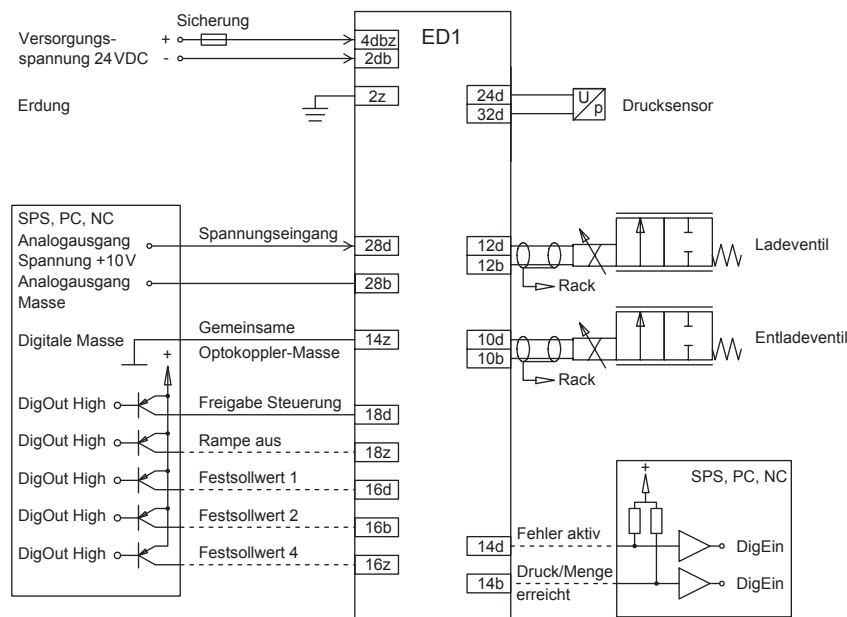 Sicherung
Versorgungs-
spannung 24 VDC
+
-
4dbz
2db
ED1
Erdung
2z
24d
32d
U
p
Drucksensor
SPS, PC, NC
Analogausgang
Spannung +10 V
Spannungseingang
28d
Analogausgang
Masse
28b
12d
12b
Rack
Ladeventil
Digitale Masse
Gemeinsame
Optokoppler-Masse
14z
+
10d
10b
Rack
Entladeventil
DigOut High
Freigabe Steuerung
18d
DigOut High
Rampe aus
18z
DigOut High
Festsollwert 1
16d
DigOut High
Festsollwert 2
16b
DigOut High
Festsollwert 4
16z
+
SPS, PC, NC
14d
Fehler aktiv
DigEin
14b
Druck/Menge
erreicht
DigEin